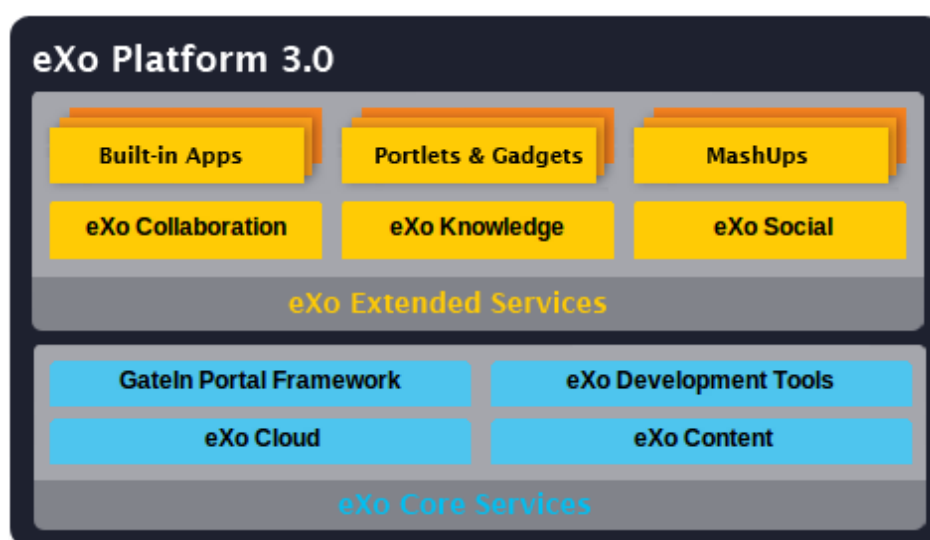 eXo Platform 3.0
Built-in Apps
Portlets & Gadgets
MashUps
eXo Collaboration
eXo Knowledge
eXo Social
eXo Extended Services
GateIn Portal Framework
eXo Development Tools
eXo Cloud
eXo Content
eXo Core Services